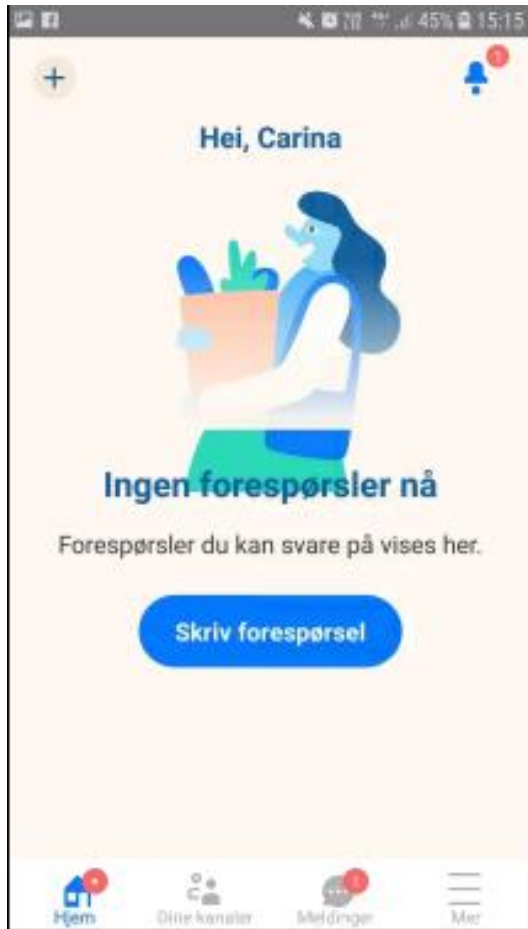 45% 15:15
Hei, Carina
Ingen forespørsler nå
Forespørsler du kan svare på vises her.
Skriv forespørsel
Hjem Dine kanaler Meldinger Mer